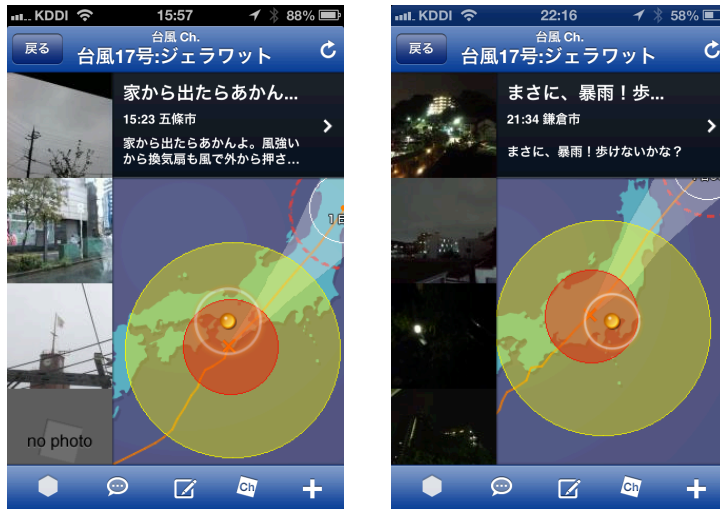 KDDI
15:57
88%
戻る
台風 Ch.
台風17号:ジェラワット
家から出たらあかん...
15:23 五條市
家から出たらあかんよ。風強い
から換気扇も風で外から押さ...
1日
no photo
Ch
KDDI
22:16
58%
戻る
台風 Ch.
台風17号:ジェラワット
まさに、暴雨！歩...
21:34 鎌倉市
まさに、暴雨！歩けないかな？
Ch